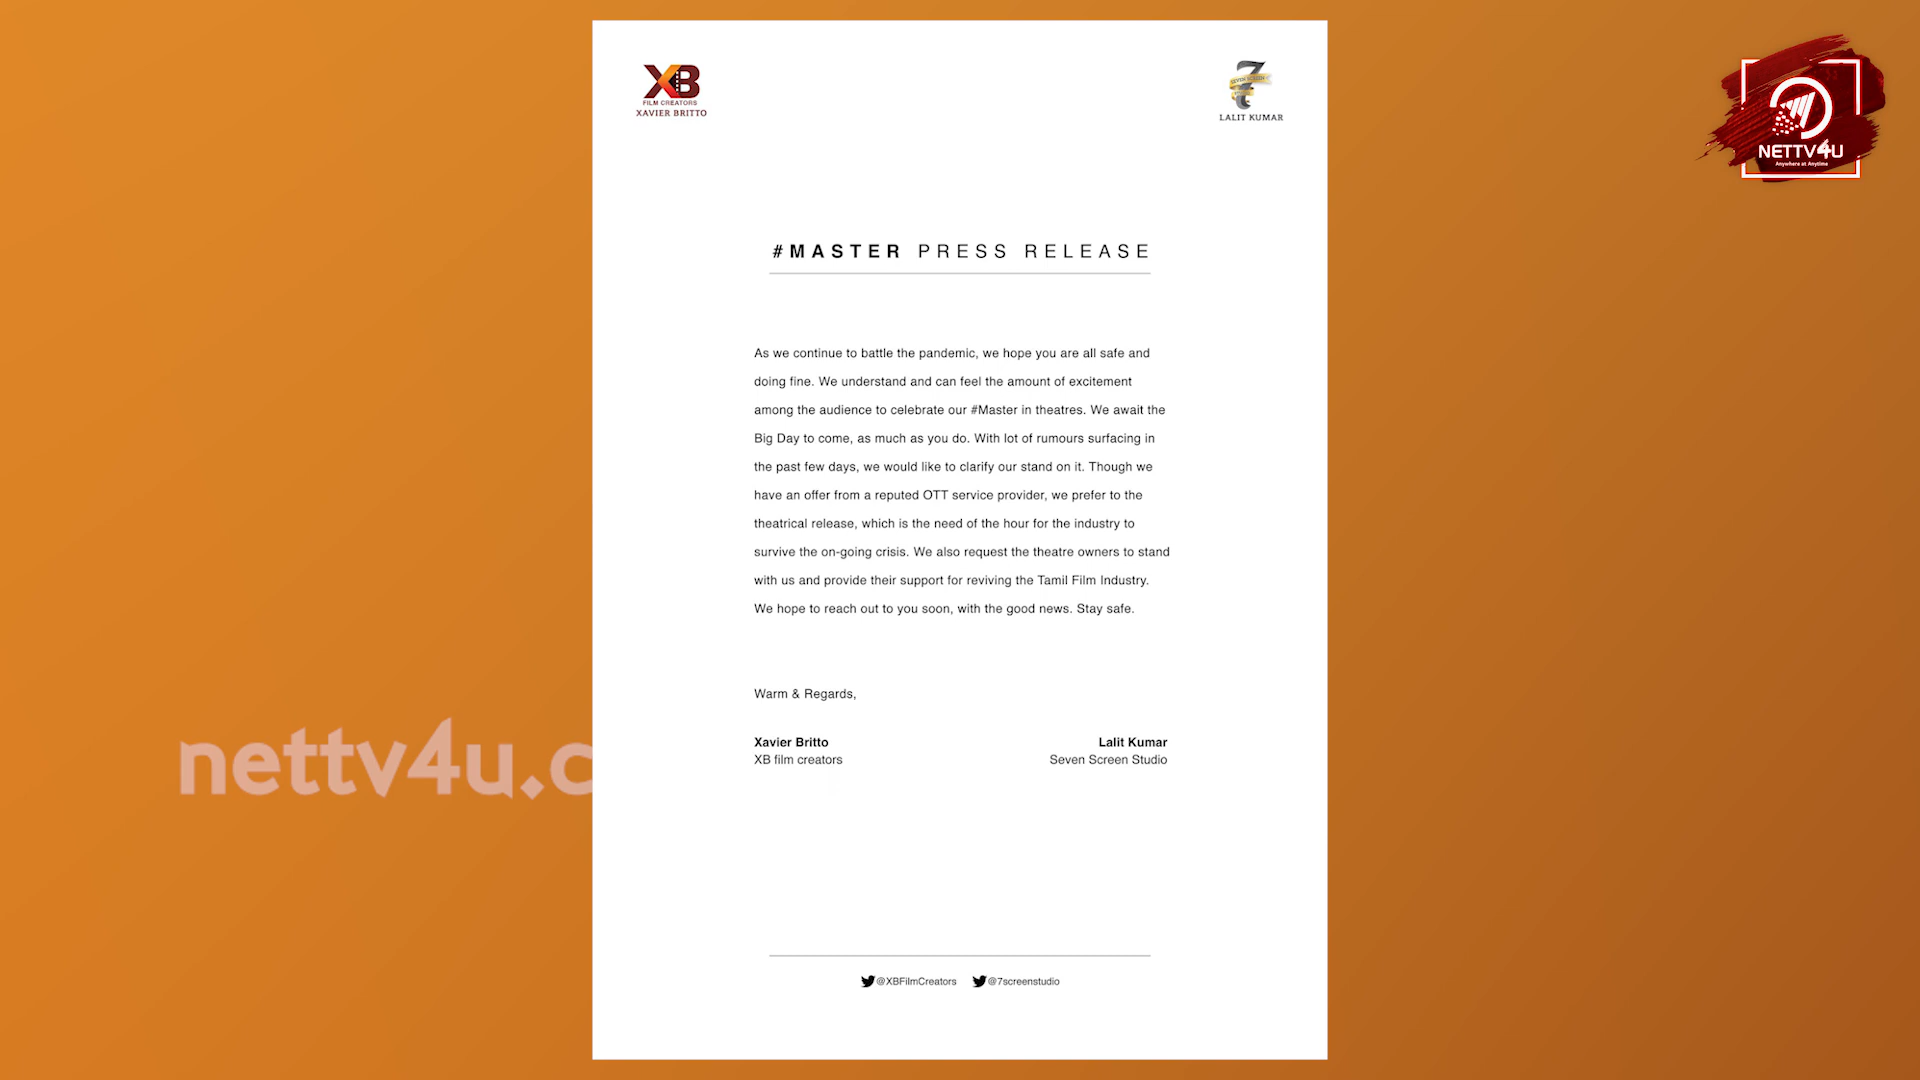 XB
FILM CREATORS
XAVIER BRITTO
7
SEVEN SCREEN
STUDIO
LALIT KUMAR
NETTV4U
Anywhere at Anytime
#MASTER PRESS RELEASE
As we continue to battle the pandemic, we hope you are all safe and
doing fine. We understand and can feel the amount of excitement
among the audience to celebrate our #Master in theatres. We await the
Big Day to come, as much as you do. With lot of rumours surfacing in
the past few days, we would like to clarify our stand on it. Though we
have an offer from a reputed OTT service provider, we prefer to the
theatrical release, which is the need of the hour for the industry to
survive the on-going crisis. We also request the theatre owners to stand
with us and provide their support for reviving the Tamil Film Industry.
We hope to reach out to you soon, with the good news. Stay safe.
Warm & Regards,
nettv4u.c
Xavier Britto
XB film creators
Lalit Kumar
Seven Screen Studio
@XBFilmCreators @7screenstudio